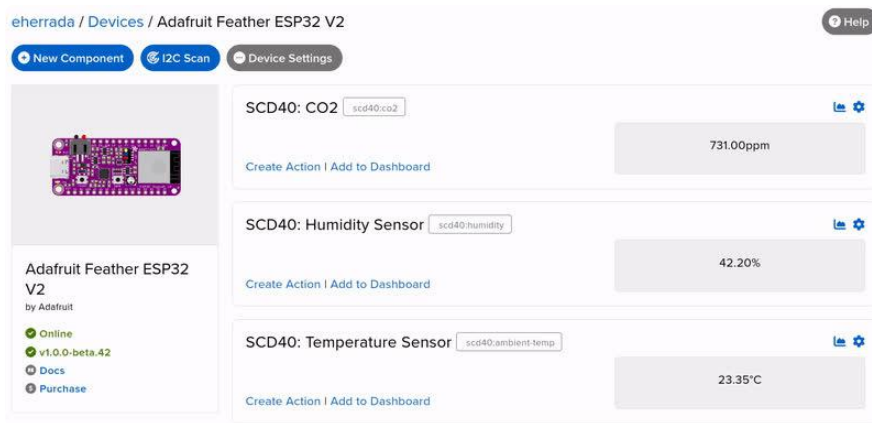 eherrada / Devices / Adafruit Feather ESP32 V2
Help
New Component
I2C Scan
Device Settings
Adafruit Feather ESP32
V2
by Adafruit
Online
v1.0.0-beta.42
Docs
Purchase
SCD40: CO2 scd40:co2
731.00ppm
Create Action | Add to Dashboard
SCD40: Humidity Sensor scd40:humidity
42.20%
Create Action | Add to Dashboard
SCD40: Temperature Sensor scd40:ambient-temp
23.35°C
Create Action | Add to Dashboard